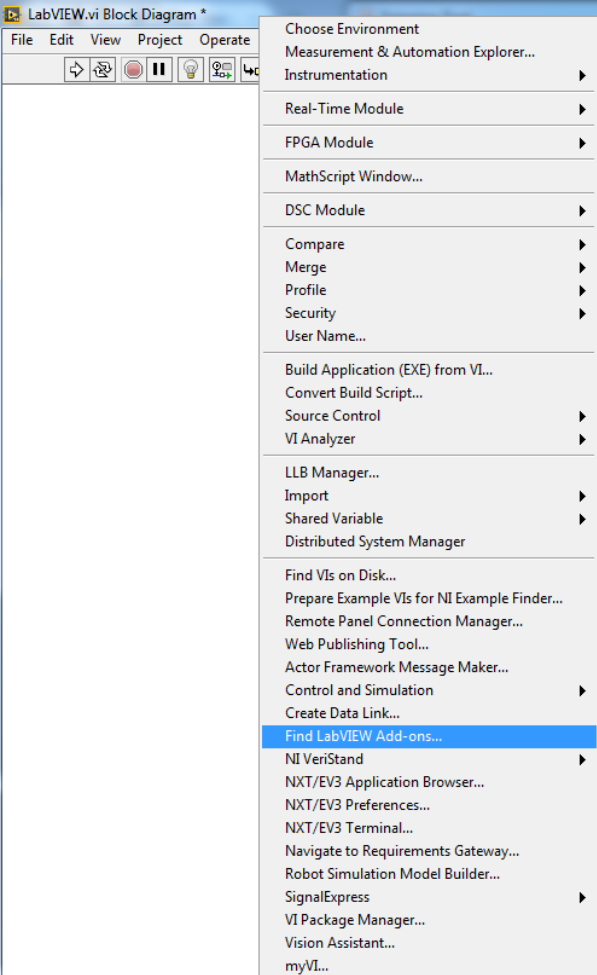 LabVIEW.vi Block Diagram *
File Edit View Project Operate
Choose Environment
Measurement & Automation Explorer...
Instrumentation
Real-Time Module
FPGA Module
MathScript Window...
DSC Module
Compare
Merge
Profile
Security
User Name...
Build Application (EXE) from VI...
Convert Build Script...
Source Control
VI Analyzer
LLB Manager...
Import
Shared Variable
Distributed System Manager
Find VIs on Disk...
Prepare Example VIs for NI Example Finder...
Remote Panel Connection Manager...
Web Publishing Tool...
Actor Framework Message Maker...
Control and Simulation
Create Data Link...
Find LabVIEW Add-ons...
NI VeriStand
NXT/EV3 Application Browser...
NXT/EV3 Preferences...
NXT/EV3 Terminal...
Navigate to Requirements Gateway...
Robot Simulation Model Builder...
SignalExpress
VI Package Manager...
Vision Assistant...
myVI...